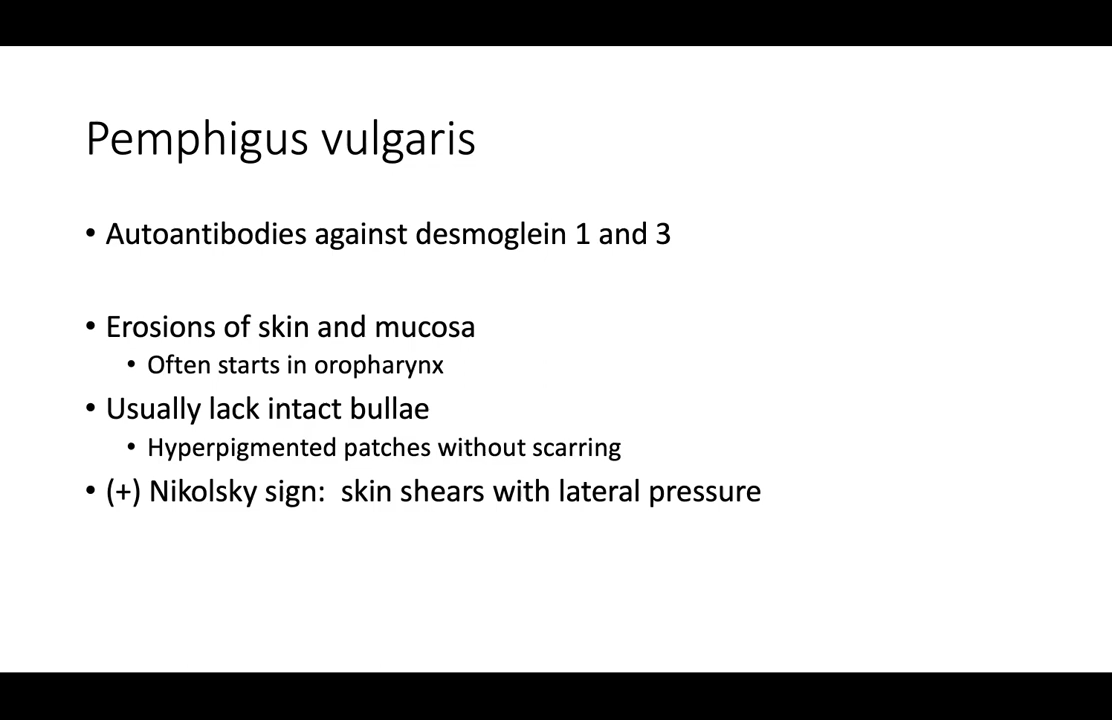 Pemphigus vulgaris
• Autoantibodies against desmoglein 1 and 3
• Erosions of skin and mucosa
• Often starts in oropharynx
• Usually lack intact bullae
• Hyperpigmented patches without scarring
• (+) Nikolsky sign:  skin shears with lateral pressure